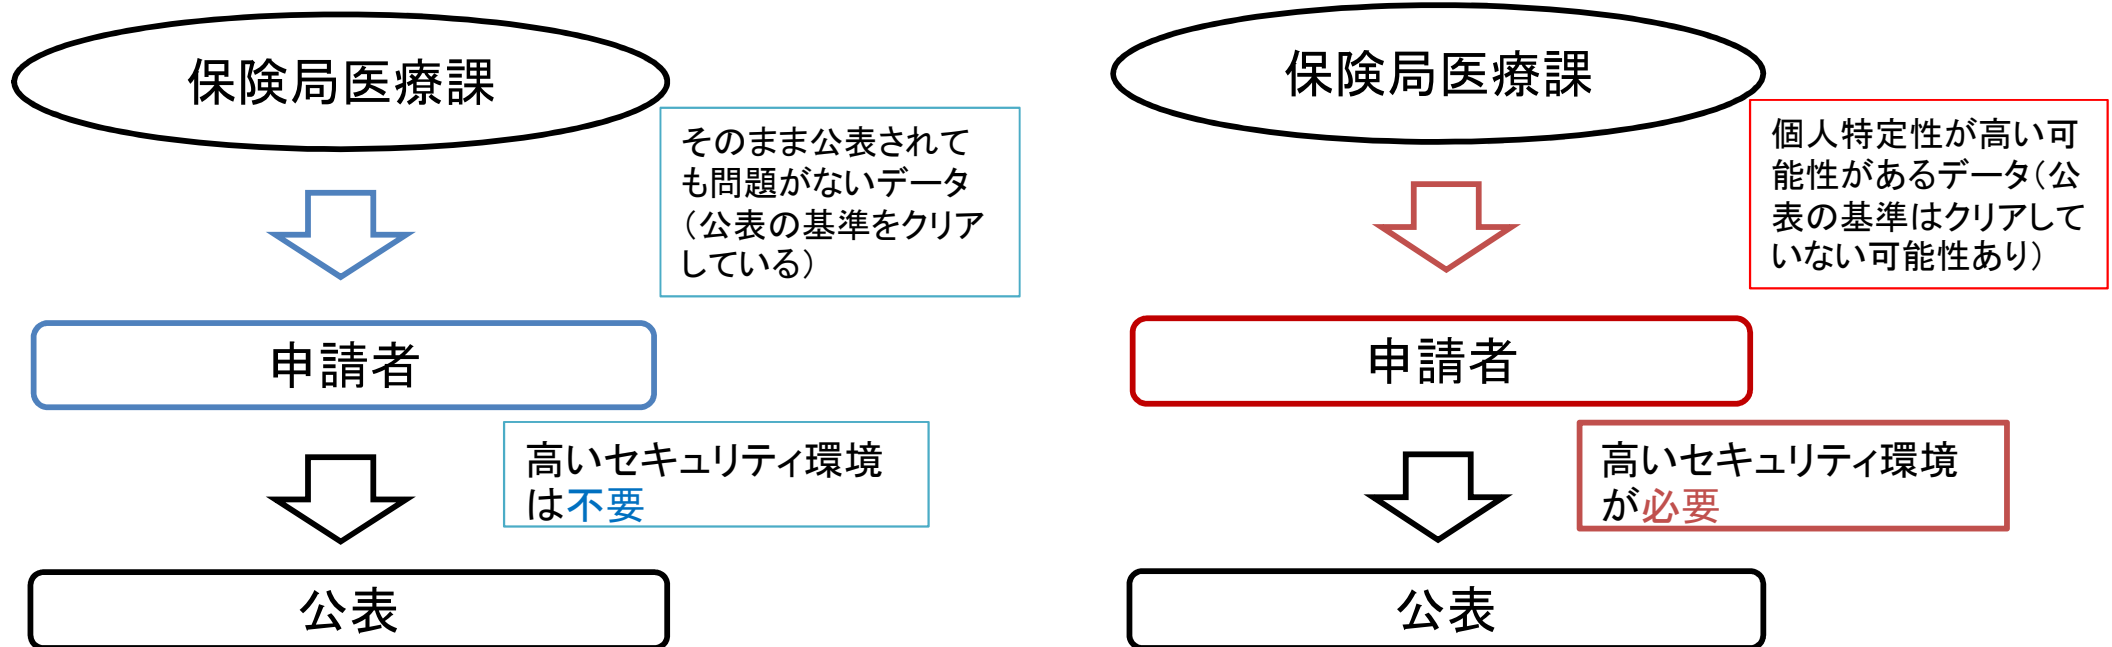 保険局医療課
そのまま公表されて
も問題がないデータ
（公表の基準をクリア
している）
申請者
高いセキュリティ環境
は不要
公表
保険局医療課
個人特定性が高い可
能性があるデータ（公
表の基準はクリアして
いない可能性あり）
申請者
高いセキュリティ環境
が必要
公表